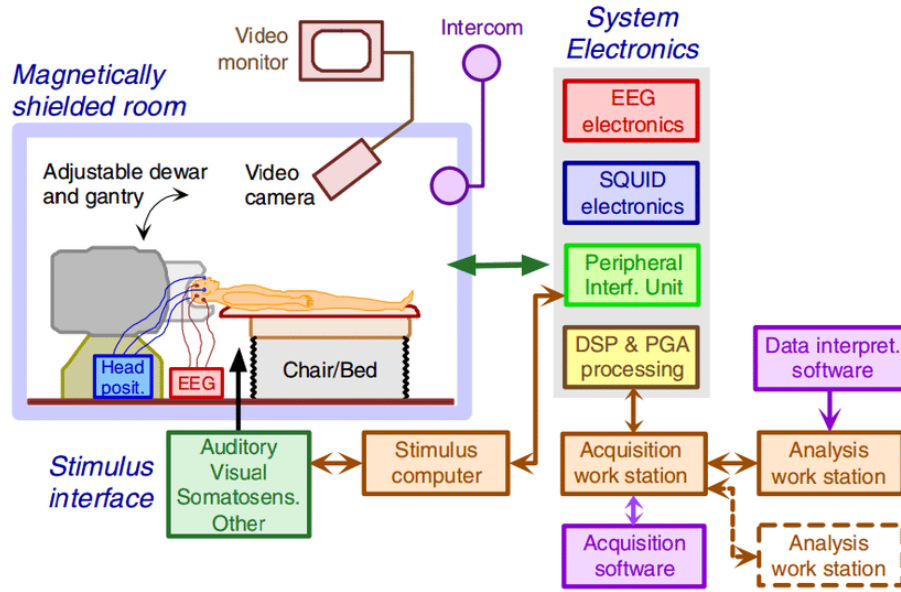 Video
monitor
Intercom
System
Electronics
Magnetically
shielded room
EEG
electronics
Adjustable dewar
and gantry
Video
camera
SQUID
electronics
Peripheral
Interf. Unit
Head
posit.
EEG
Chair/Bed
DSP & PGA
processing
Data interpret.
software
Stimulus
interface
Auditory
Visual
Somatosens.
Other
Stimulus
computer
Acquisition
work station
Analysis
work station
Acquisition
software
Analysis
work station